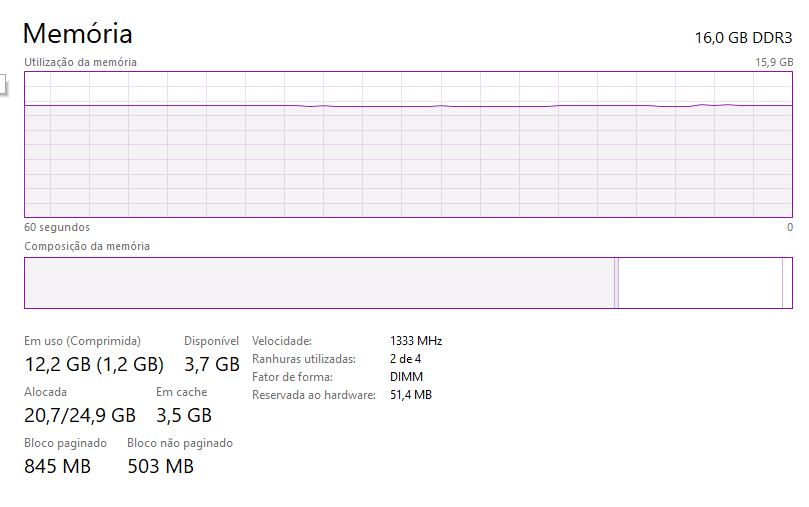 Memória
16,0 GB DDR3
Utilização da memória
15,9 GB
60 segundos
0
Composição da memória
Em uso (Comprimida)
12,2 GB (1,2 GB)
Disponível
3,7 GB
Alocada
20,7/24,9 GB
Em cache
3,5 GB
Bloco paginado
845 MB
Bloco não paginado
503 MB
Velocidade: 1333 MHz
Ranhuras utilizadas: 2 de 4
Fator de forma: DIMM
Reservada ao hardware: 51,4 MB